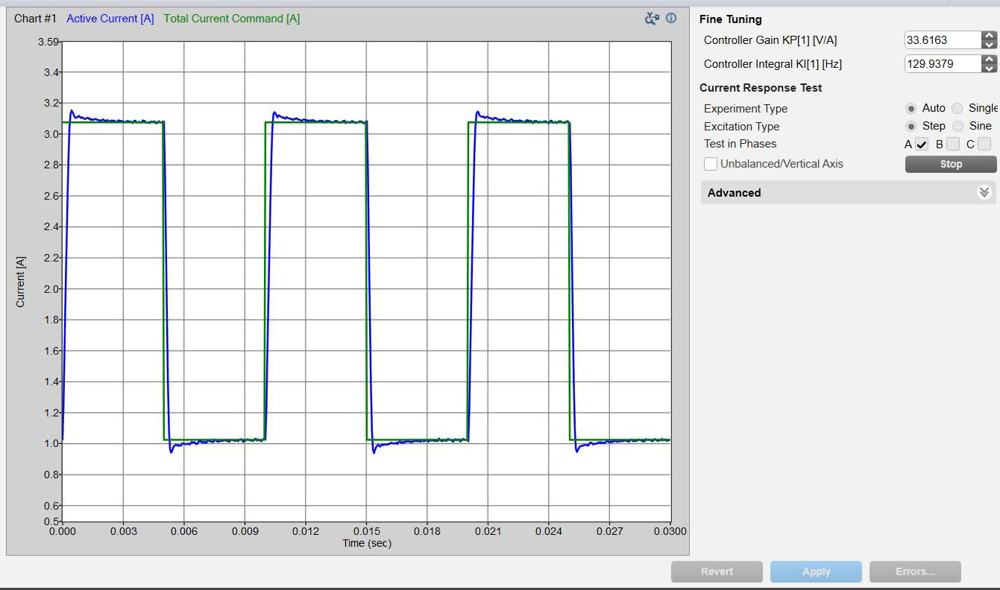 Chart #1 Active Current [A] Total Current Command [A]
3.59
3.4
3.2
3.0
2.8
2.6
2.4
2.2
2.0
1.8
1.6
1.4
1.2
1.0
0.8
0.6
0.5
Current [A]
0.000 0.003 0.006 0.009 0.012 0.015 0.018 0.021 0.024 0.027 0.0300
Time (sec)
Fine Tuning
Controller Gain KP[1] [V/A] 33.6163
Controller Integral KI[1] [Hz] 129.9379
Current Response Test
Experiment Type Auto Single
Excitation Type Step Sine
Test in Phases A B C
Unbalanced/Vertical Axis Stop
Advanced
Revert Apply Errors...